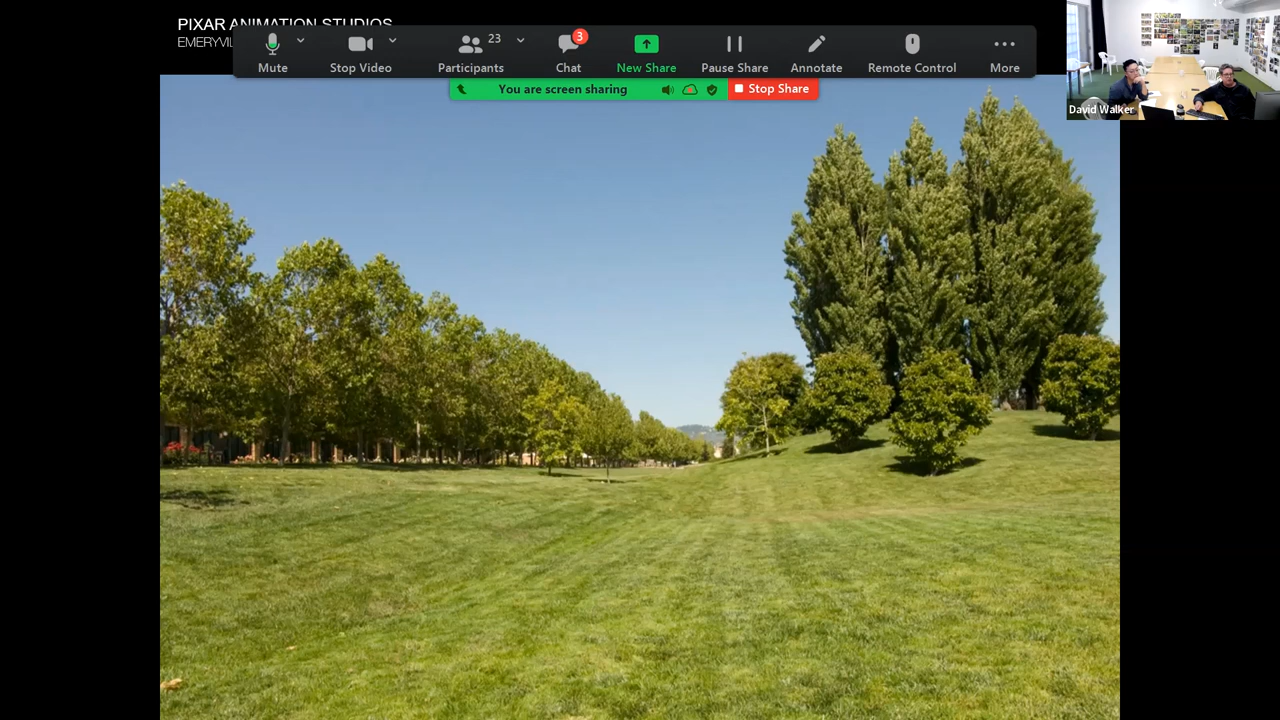 PIXAR ANIMATION STUDIOS
EMERYVIL
23
3
Mute
Stop Video
Participants
Chat
New Share
Pause Share
Annotate
Remote Control
More
You are screen sharing
Stop Share
David Walker